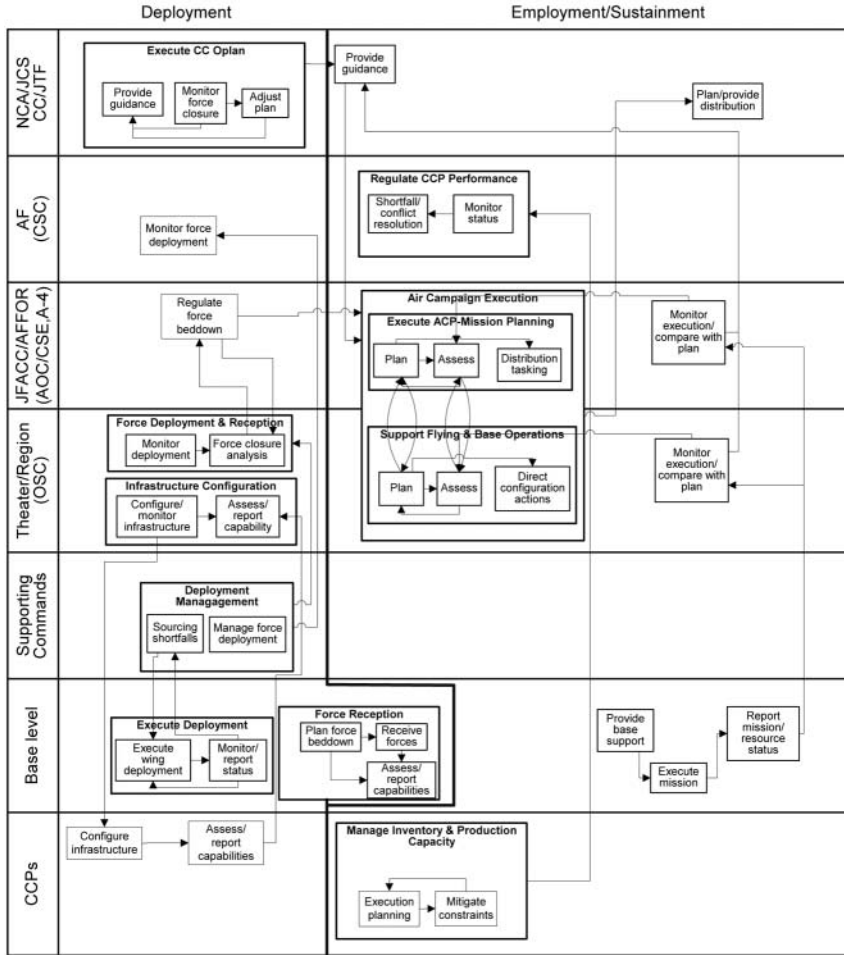 Deployment
Employment/Sustainment
NCA/JCS
CC/JTF
Execute CC Oplan
Provide
guidance
Monitor
force
closure
Adjust
plan
Provide
guidance
Plan/provide
distribution
AF
(CSC)
Monitor force
deployment
Regulate CCP Performance
Shortfall/
conflict
resolution
Monitor
status
JFACC/AFFOR
(AOC/CSE,A-4)
Regulate
force
beddown
Air Campaign Execution
Execute ACP-Mission Planning
Plan
Assess
Distribution
tasking
Monitor
execution/
compare with
plan
Theater/Region
(OSC)
Force Deployment & Reception
Monitor
deployment
Force closure
analysis
Infrastructure Configuration
Configure/
monitor
infrastructure
Assess/
report
capability
Support Flying & Base Operations
Plan
Assess
Direct
configuration
actions
Monitor
execution/
compare with
plan
Supporting
Commands
Deployment
Managagement
Sourcing
shortfalls
Manage force
deployment
Base level
Execute Deployment
Execute
wing
deployment
Monitor/
report
status
Force Reception
Plan force
beddown
Receive
forces
Assess/
report
capabilities
Provide
base
support
Execute
mission
Report
mission/
resource
status
CCPs
Configure
infrastructure
Assess/
report
capabilities
Manage Inventory & Production
Capacity
Execution
planning
Mitigate
constraints